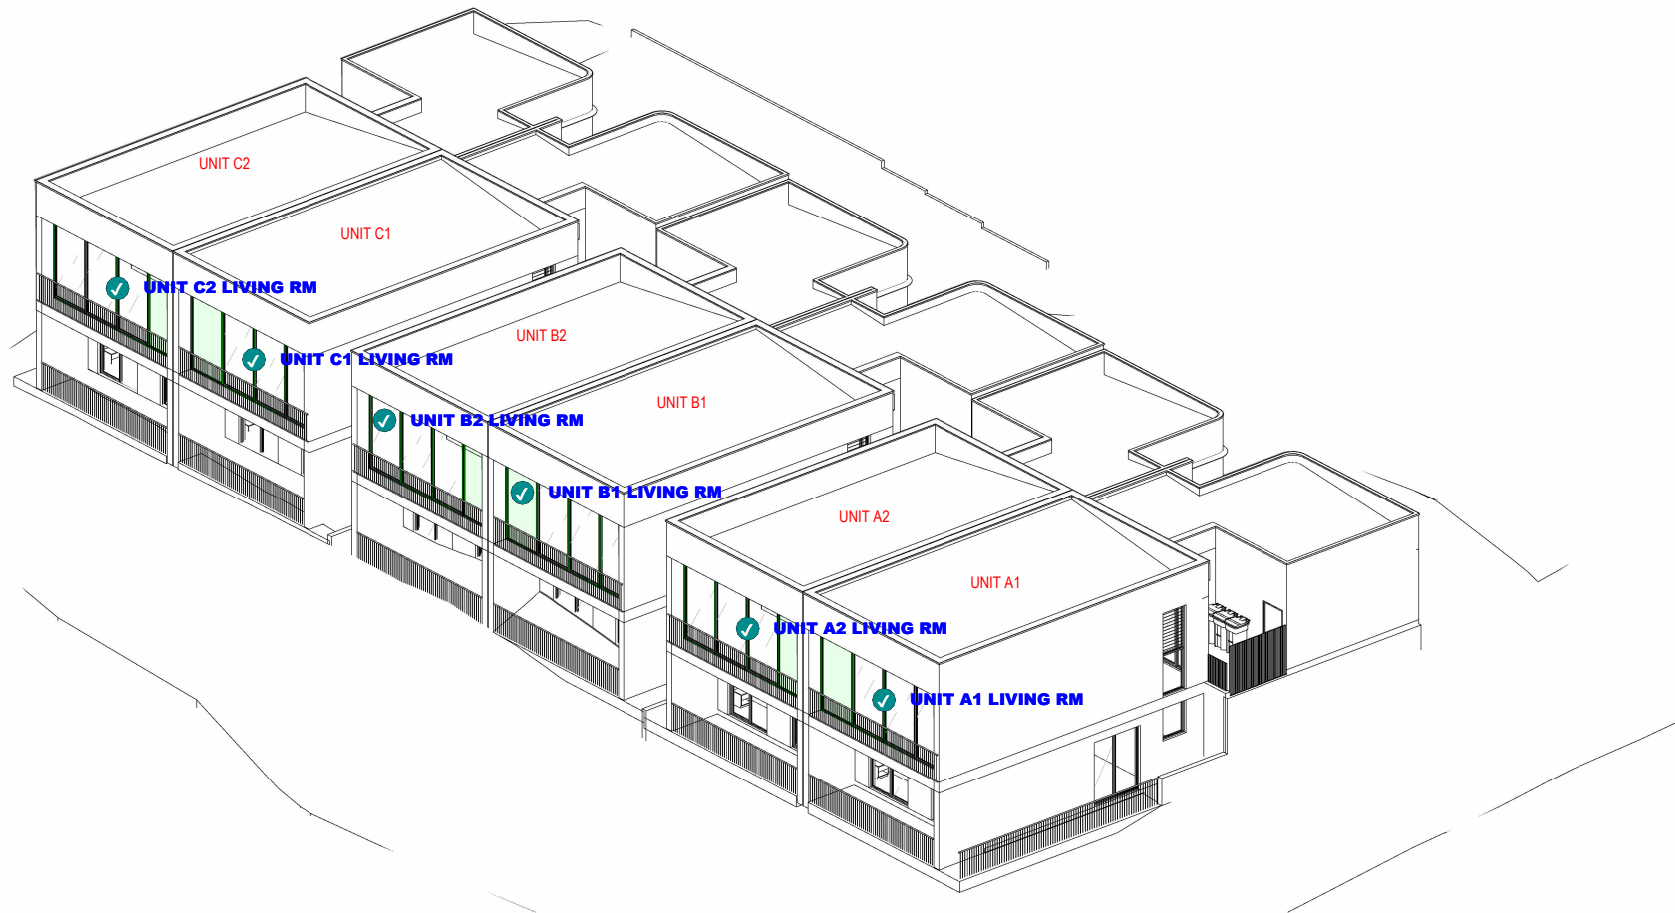 UNIT C2
UNIT C1
UNIT C2 LIVING RM
UNIT B2
UNIT C1 LIVING RM
UNIT B1
UNIT B2 LIVING RM
UNIT B1 LIVING RM
UNIT A2
UNIT A1
UNIT A2 LIVING RM
UNIT A1 LIVING RM